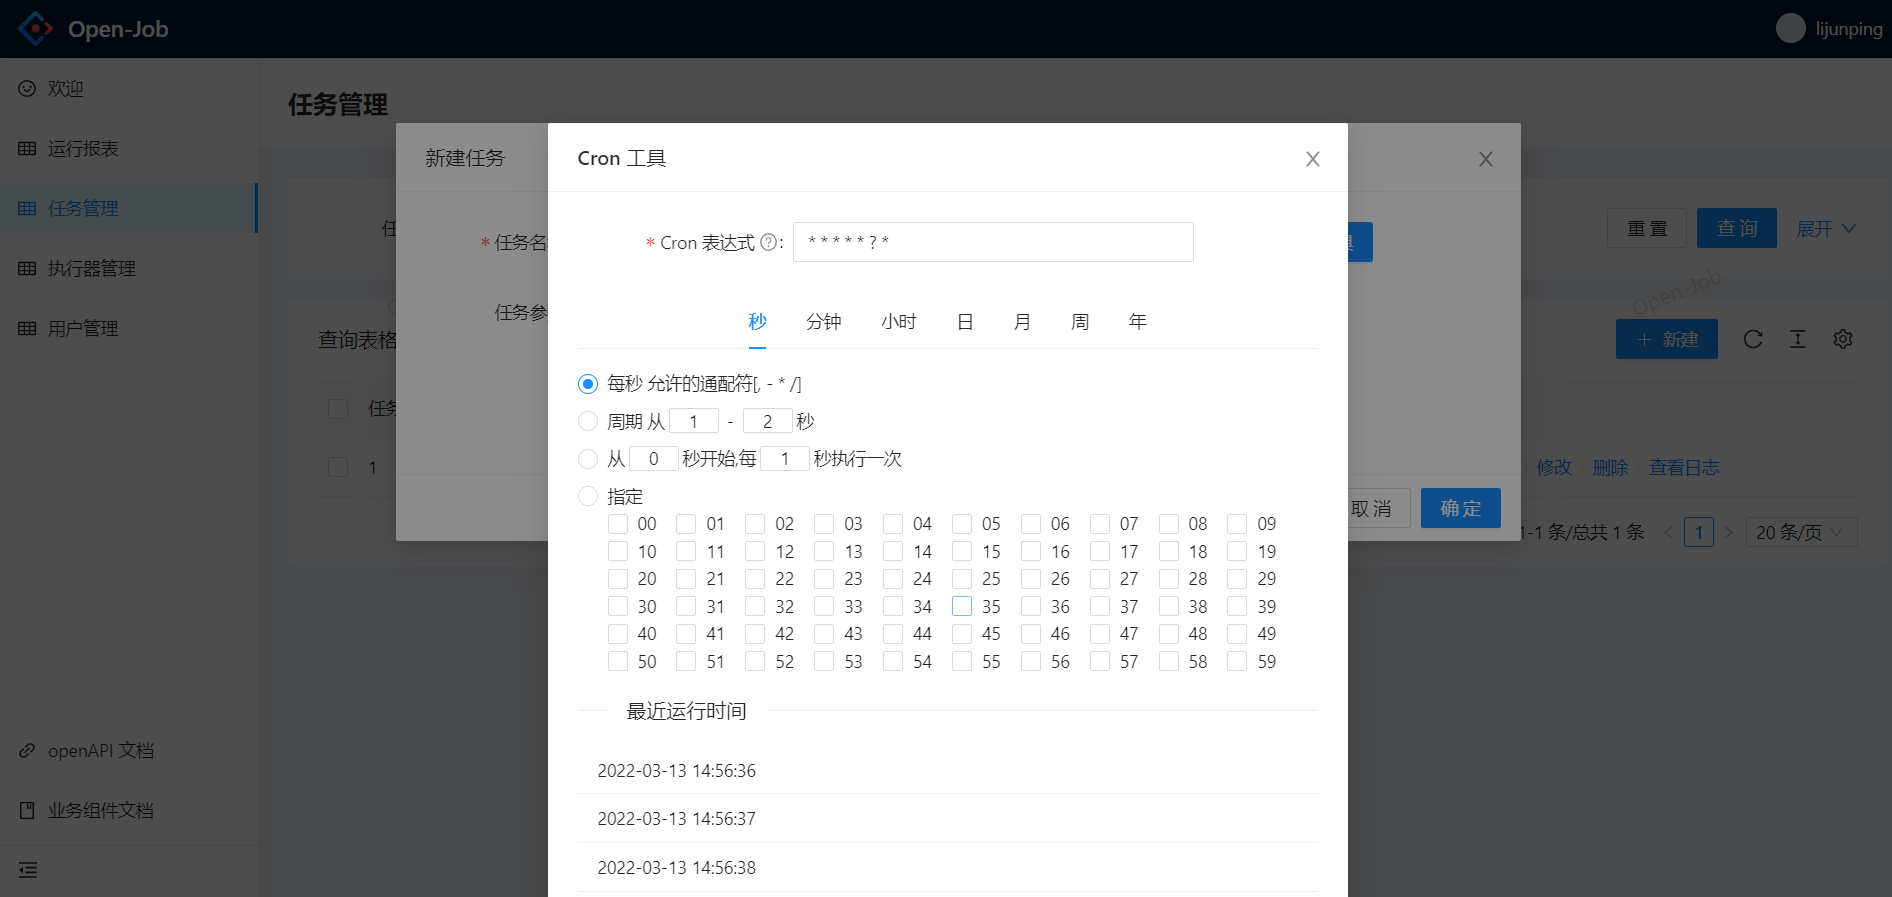 Open-Job
lijunping
欢迎
运行报表
任务管理
执行器管理
用户管理
openAPI 文档
业务组件文档
任务管理
重 置
查 询
展开
Open-Job
查询表格
新建
任务
1
修改 删除 查看日志
1-1 条/总共 1 条
1
20 条/页
新建任务
* 任务名
任务参
取 消
确 定
Cron 工具
* Cron 表达式 ?:
* * * * * ? *
秒 分钟 小时 日 月 周 年
每秒 允许的通配符[, - * /]
周期 从 1 - 2 秒
从 0 秒开始,每 1 秒执行一次
指定
00 01 02 03 04 05 06 07 08 09
10 11 12 13 14 15 16 17 18 19
20 21 22 23 24 25 26 27 28 29
30 31 32 33 34 35 36 37 38 39
40 41 42 43 44 45 46 47 48 49
50 51 52 53 54 55 56 57 58 59
最近运行时间
2022-03-13 14:56:36
2022-03-13 14:56:37
2022-03-13 14:56:38